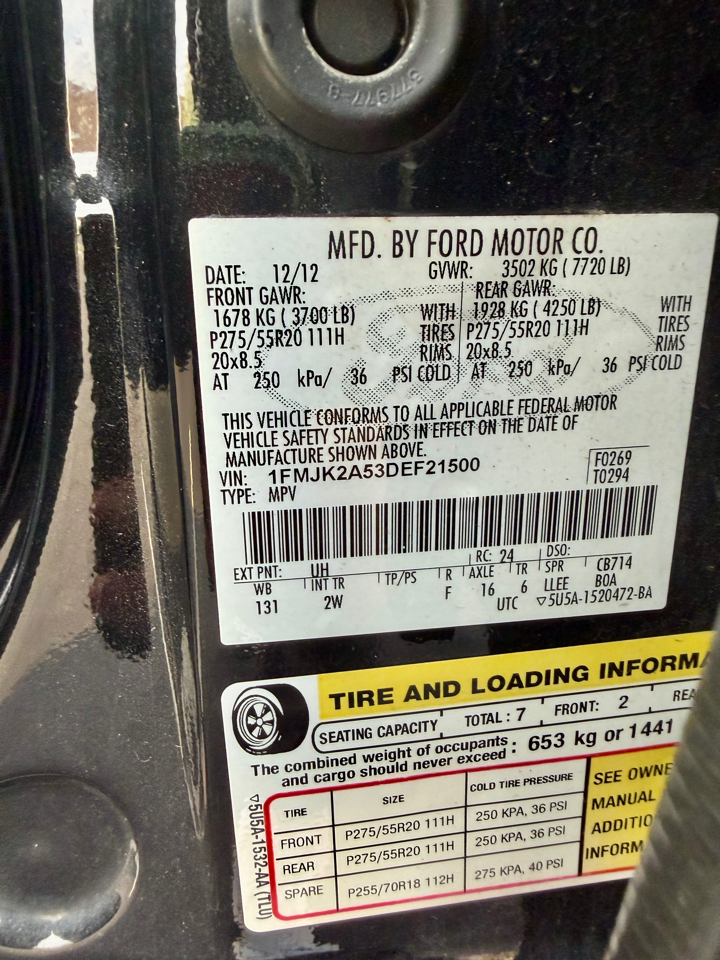 377977-8
MFD. BY FORD MOTOR CO.
DATE: 12/12 GVWR: 3502 KG ( 7720 LB)
FRONT GAWR: REAR GAWR:
1678 KG ( 3700 LB) WITH 1928 KG ( 4250 LB) WITH
P275/55R20 111H TIRES P275/55R20 111H TIRES
20x8.5 RIMS 20x8.5 RIMS
AT 250 kPa/ 36 PSI COLD AT 250 kPa/ 36 PSI COLD
THIS VEHICLE CONFORMS TO ALL APPLICABLE FEDERAL MOTOR
VEHICLE SAFETY STANDARDS IN EFFECT ON THE DATE OF
MANUFACTURE SHOWN ABOVE.
VIN: 1FMJK2A53DEF21500 F0269
TYPE: MPV T0294
EXT PNT: UH RC: 24 DSO:
WB INT TR TP/PS R AXLE TR SPR CB714
131 2W F 16 6 LLEE BOA
UTC ▽5U5A-1520472-BA
TIRE AND LOADING INFORMA
SEATING CAPACITY TOTAL : 7 FRONT: 2 REA
The combined weight of occupants : 653 kg or 1441
and cargo should never exceed
TIRE SIZE COLD TIRE PRESSURE
FRONT P275/55R20 111H 250 KPA, 36 PSI
REAR P275/55R20 111H 250 KPA, 36 PSI
SPARE P255/70R18 112H 275 KPA, 40 PSI
SEE OWNE
MANUAL
ADDITIO
INFORM
▽5U5A-1532-AA (TLU)